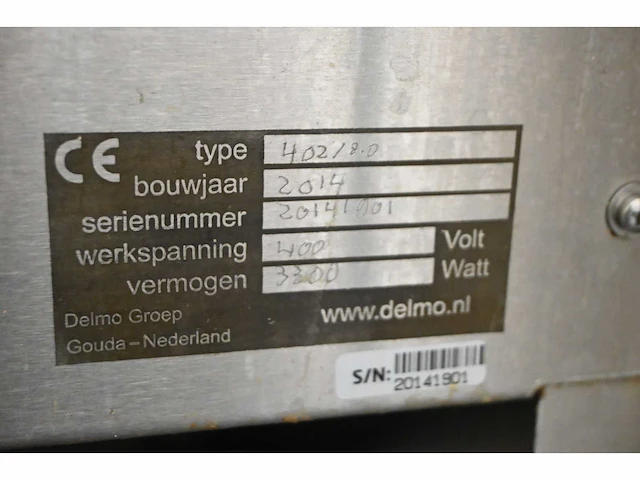 CE
type 402/8.0
bouwjaar 2014
serienummer 20141901
werkspanning 400 Volt
vermogen 3300 Watt
Delmo Groep www.delmo.nl
Gouda – Nederland
S/N: 20141901